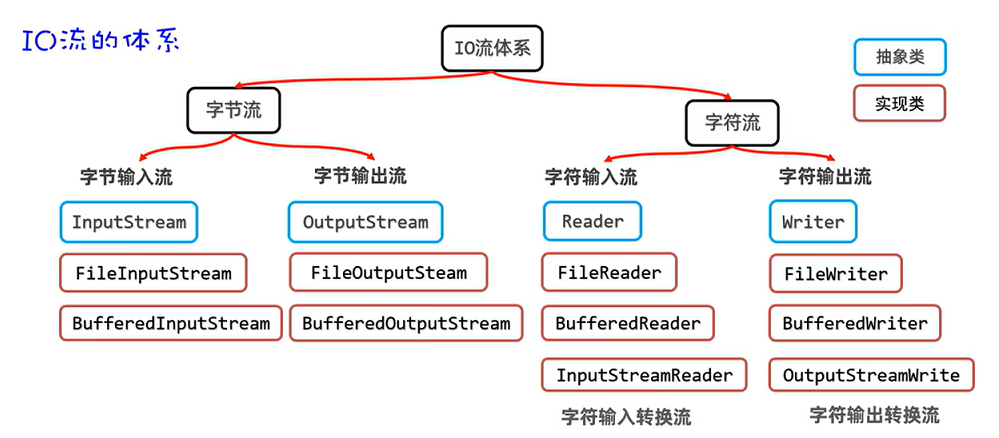 IO流的体系
IO流体系
抽象类
实现类
字节流
字符流
字节输入流
字节输出流
字符输入流
字符输出流
InputStream
OutputStream
Reader
Writer
FileInputStream
FileOutputSteam
FileReader
FileWriter
BufferedInputStream
BufferedOutputStream
BufferedReader
BufferedWriter
InputStreamReader
OutputStreamWrite
字符输入转换流
字符输出转换流